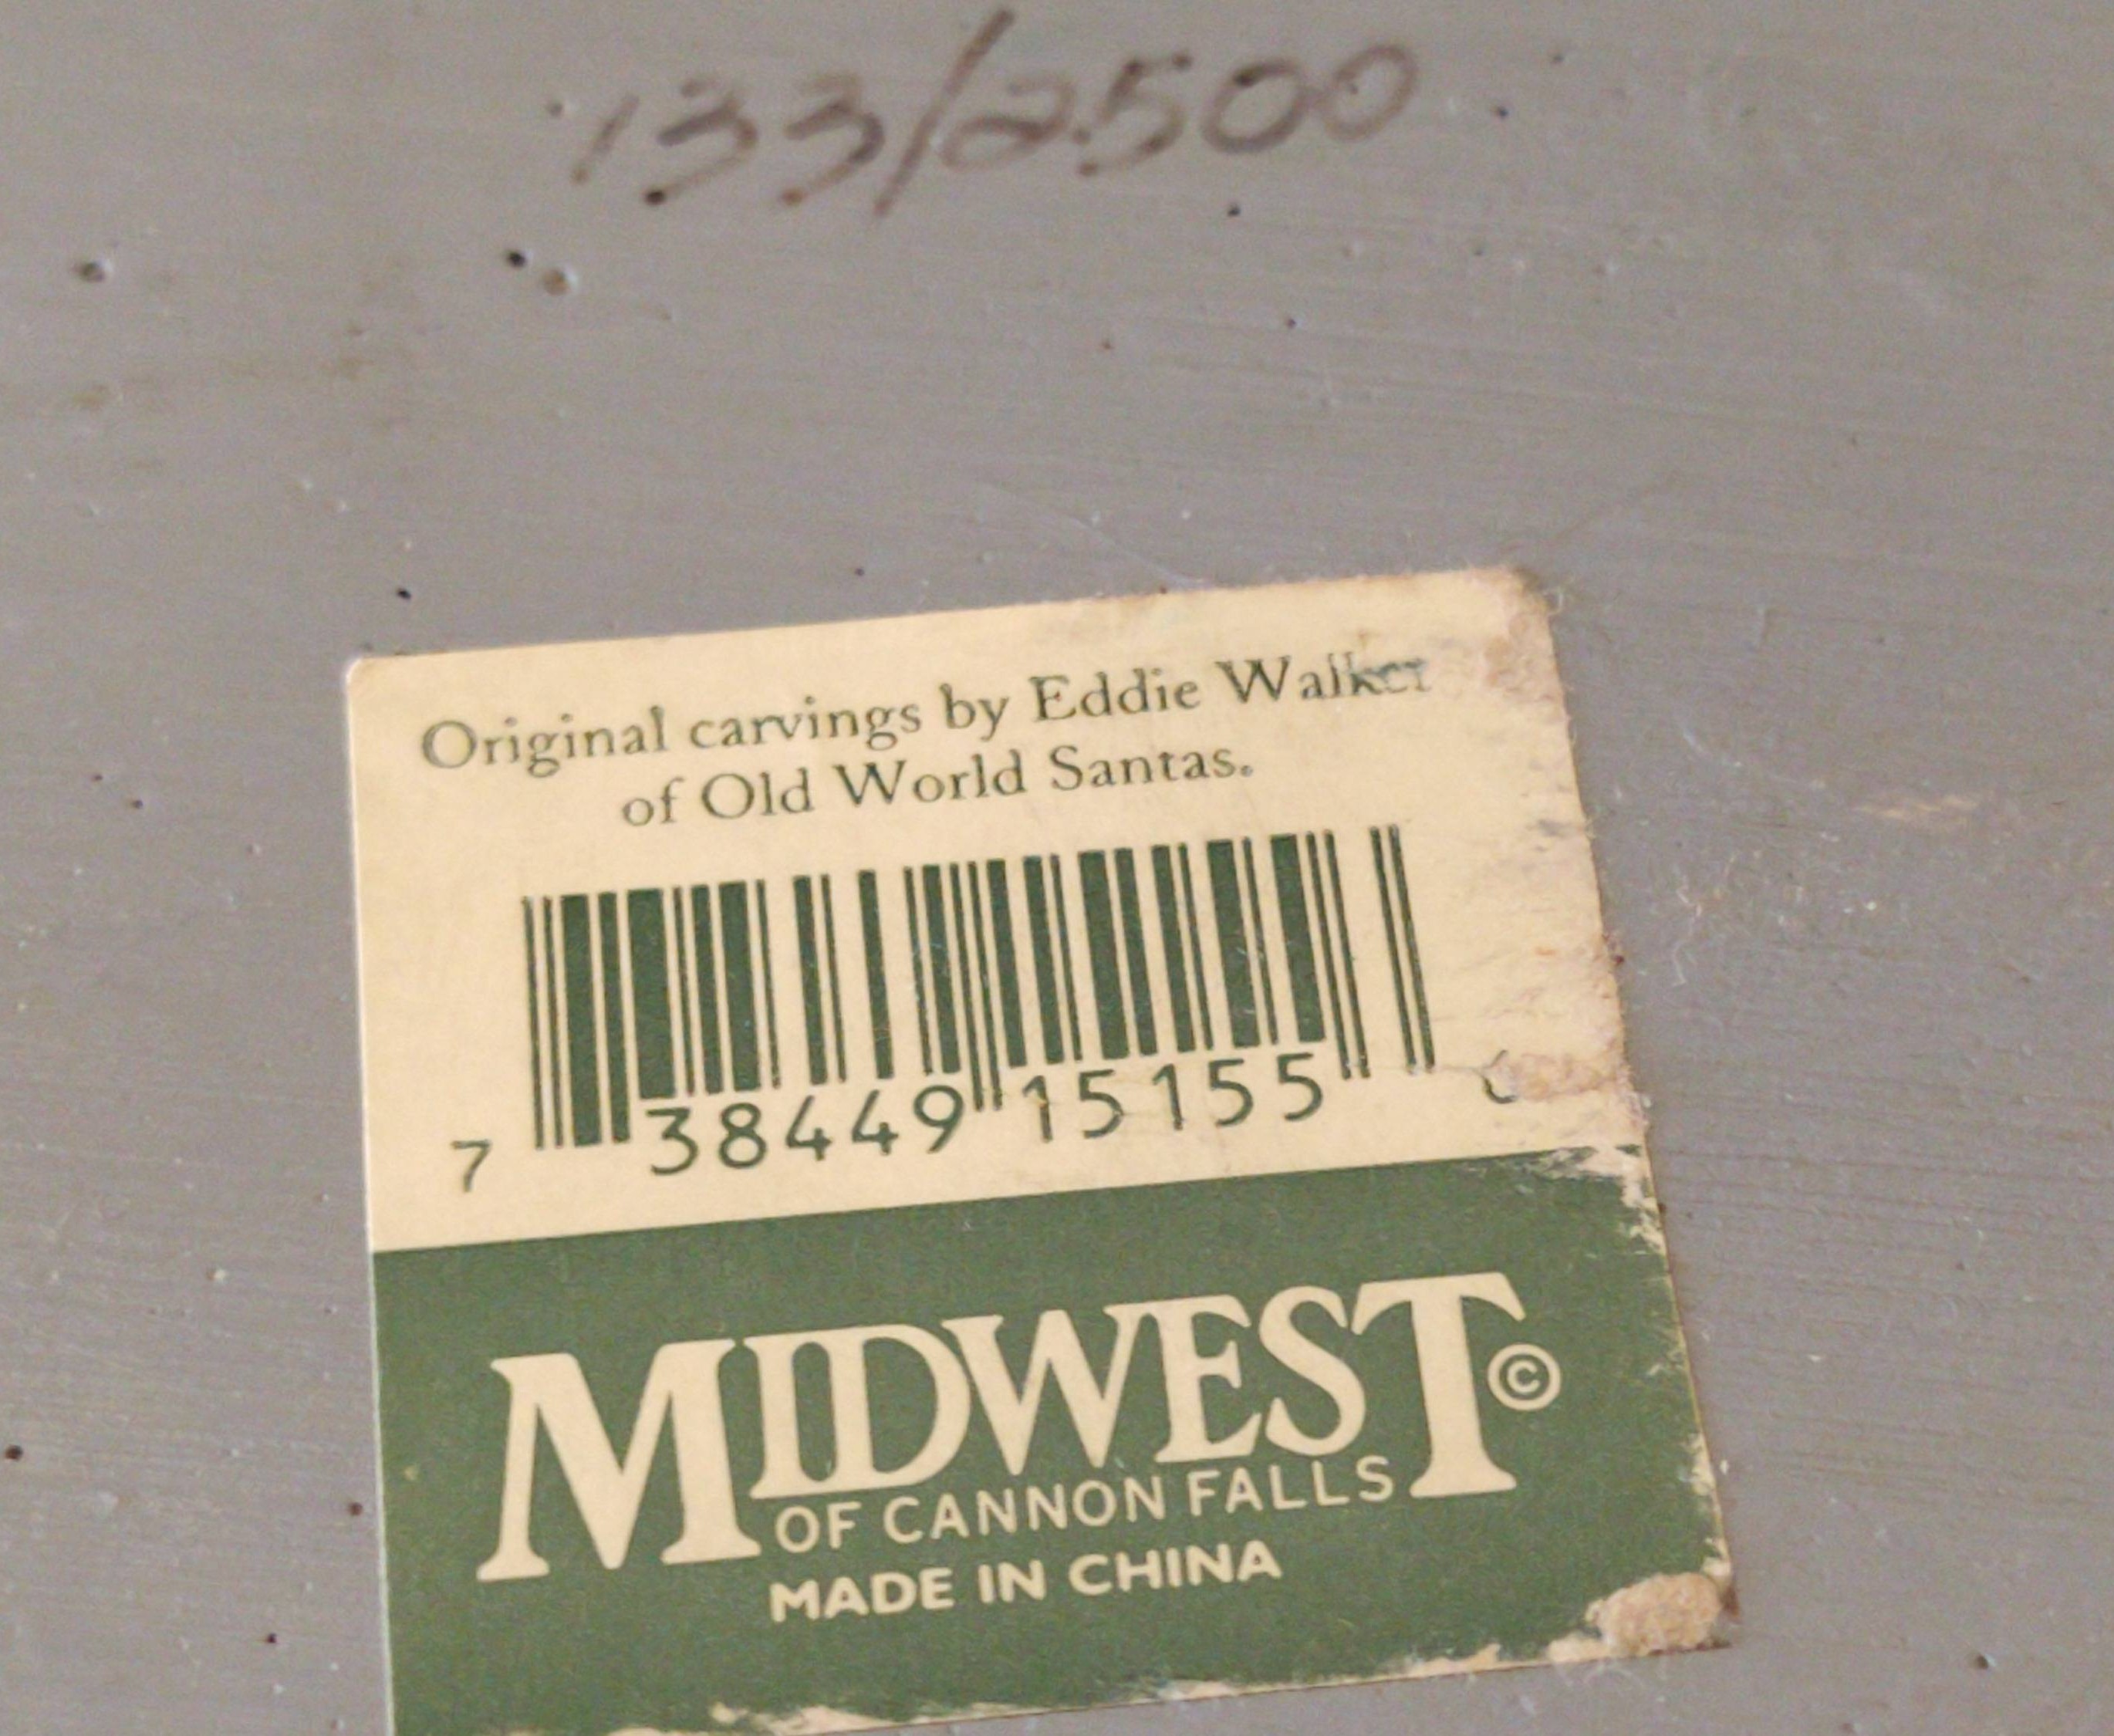 133/2500
Original carvings by Eddie Walker
of Old World Santas.
7 38449 15155
MIDWEST©
OF CANNON FALLS
MADE IN CHINA